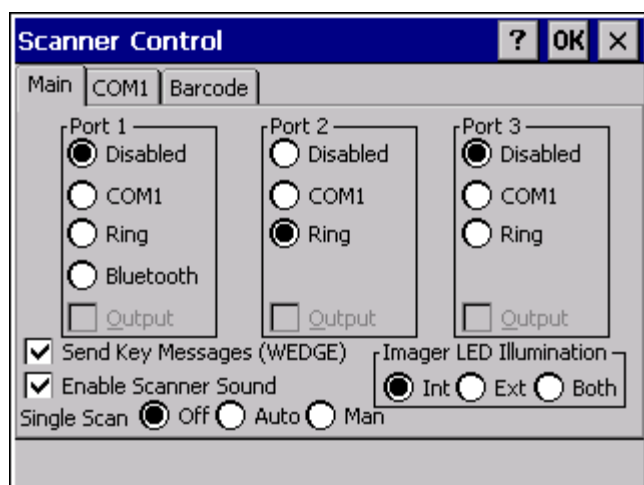 Scanner Control ? OK ×
Main COM1 Barcode
Port 1 Port 2 Port 3
Disabled Disabled Disabled
COM1 COM1 COM1
Ring Ring Ring
Bluetooth
Output Output Output
Send Key Messages (WEDGE) Imager LED Illumination
Enable Scanner Sound Int Ext Both
Single Scan Off Auto Man